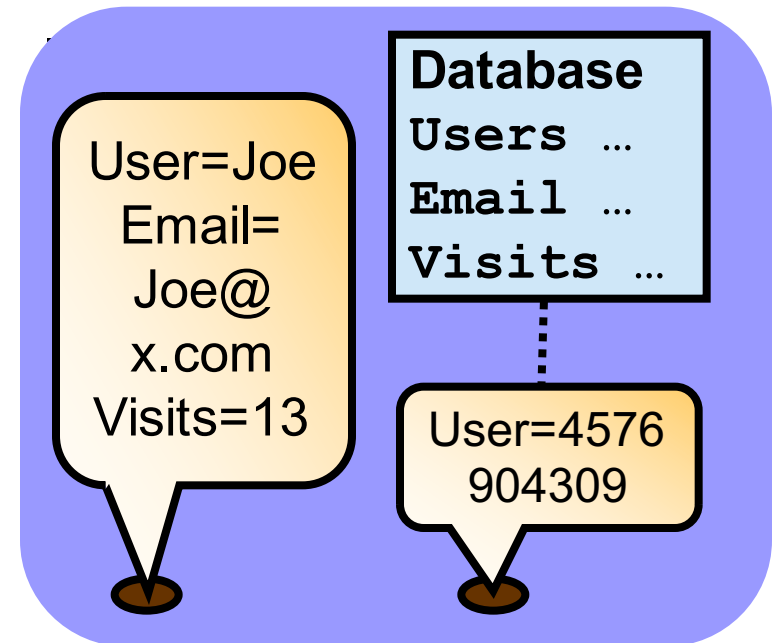 User=Joe
Email=
Joe@
x.com
Visits=13
Database
Users …
Email …
Visits …
User=4576
904309